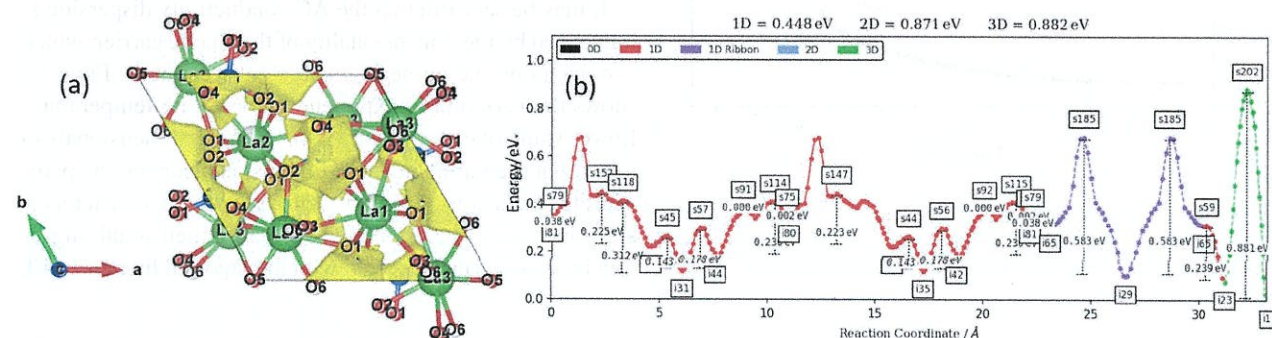 1D = 0.448 eV 2D = 0.871 eV 3D = 0.882 eV
(a)
O6
O4
O1
O2
O5
O4
O6
O2
O1
O6
O4
O5
La3
O6
O6
O4
O1
O2
La2
O1
O2
O3
O1
O1
O2
O4
O2
O1
La1
O1
O6
O3
O1
O6
O4
O5
O5
O3
O4
O6
O5
O2
O1
O6
O4
b
a
c
(b)
0D 1D 1D Ribbon 2D 3D
Energy/eV
1.0
0.8
0.6
0.4
0.2
0.0
s79
0.038 eV
i81
s152
s118
0.225 eV
0.312 eV
s45
0.143
i31
s57
0.178 eV
i44
s91
0.000 eV
s114
s75
0.002 eV
i80
s147
0.223 eV
s44
0.143
i35
s56
0.178 eV
i42
s92
0.000 eV
s115
s79
0.038 eV
i81
i65
s185
0.583 eV
i29
s185
0.583 eV
s59
i65
0.239 eV
i23
s202
0.881 eV
i1
0 5 10 15 20 25 30
Reaction Coordinate / Å